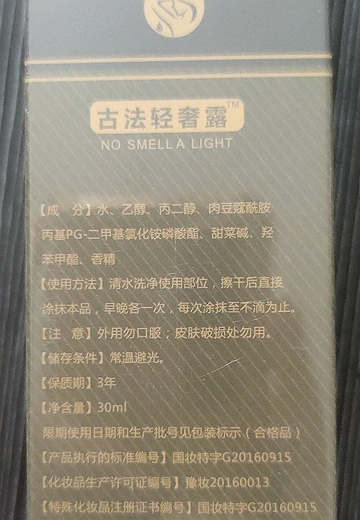 古法轻奢露™
NO SMELL A LIGHT
【成 分】水、乙醇、丙二醇、肉豆蔻酰胺
丙基PG-二甲基氯化铵磷酸酯、甜菜碱、羟
苯甲酯、香精
【使用方法】清水洗净使用部位，擦干后直接
涂抹本品，早晚各一次，每次涂抹至不滴为止。
【注 意】外用勿口服；皮肤破损处勿用。
【储存条件】常温避光。
【保质期】3年
【净含量】30ml
限期使用日期和生产批号见包装标示（合格品）
【产品执行的标准编号】国妆特字G20160915
【化妆品生产许可证编号】豫妆20160013
【特殊化妆品注册证书编号】国妆特字G20160915